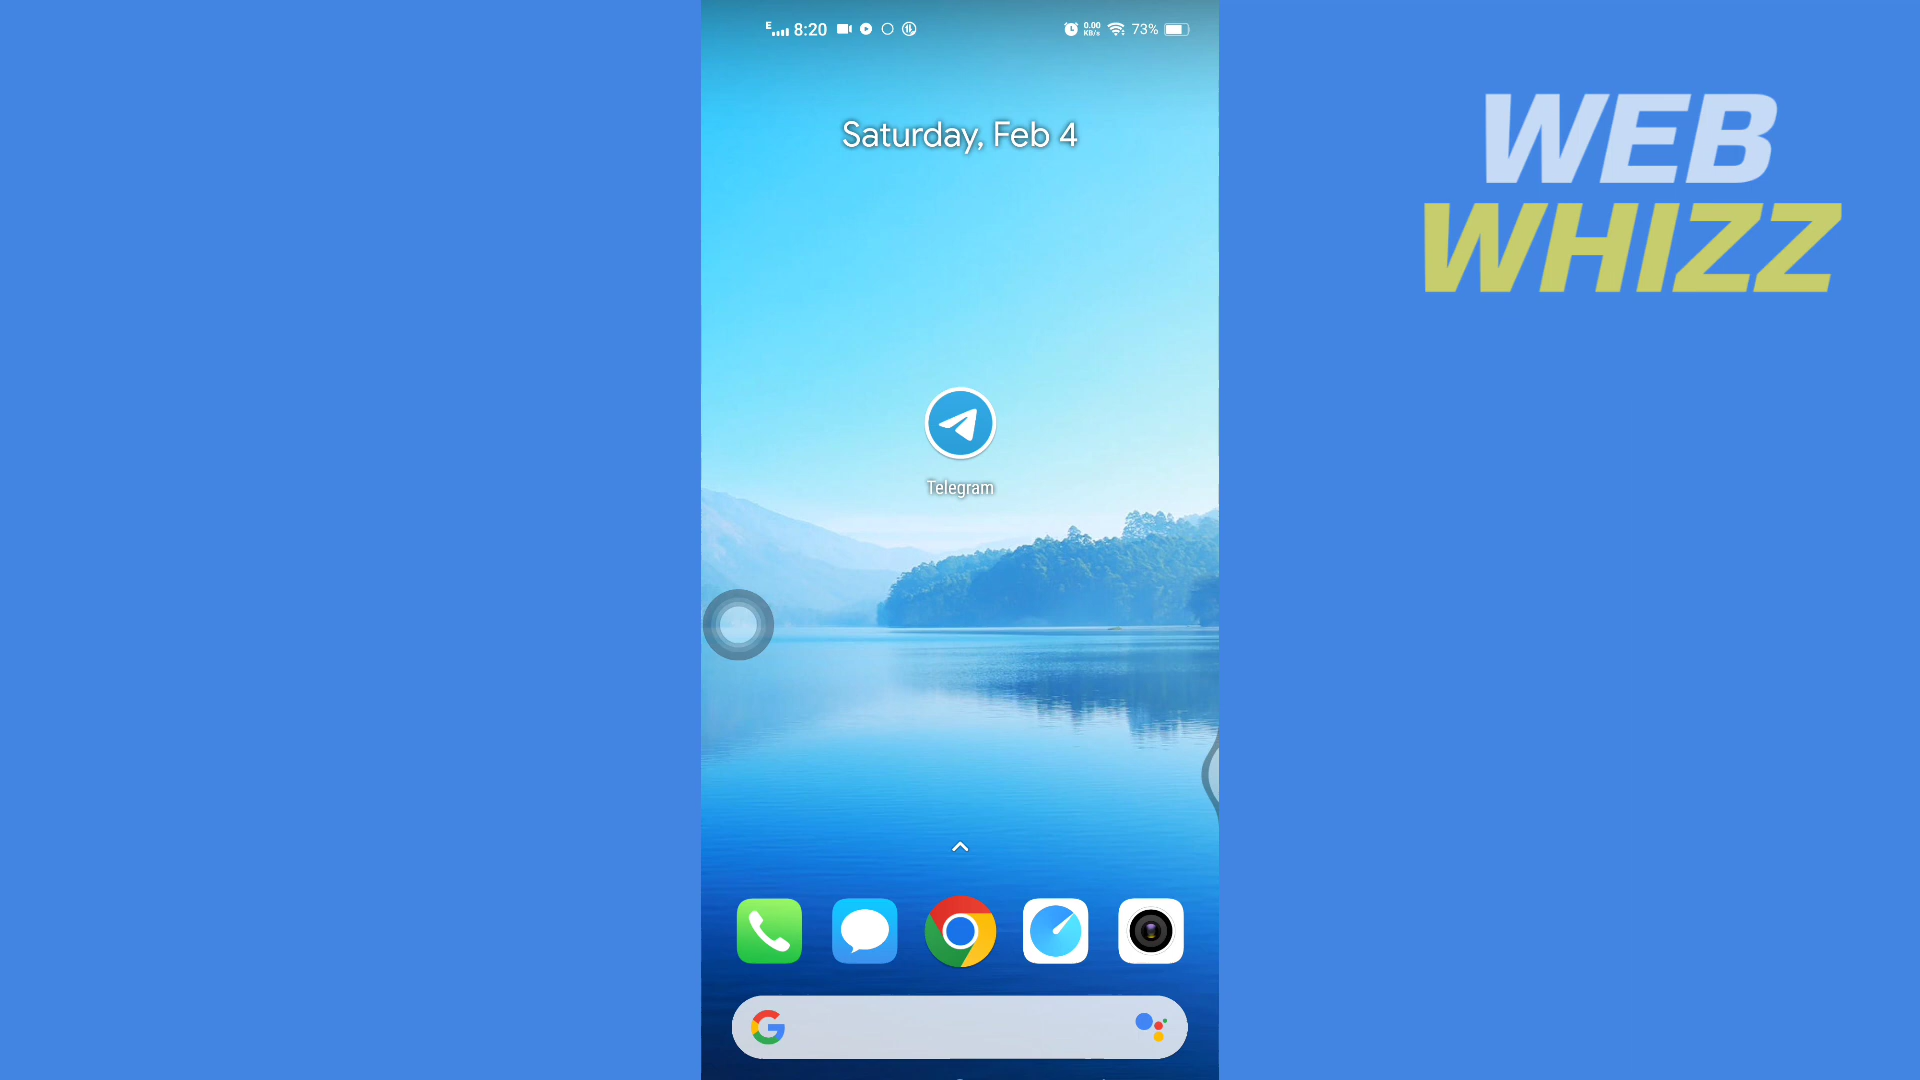 E 8:20
0.00 KB/s 73%
WEB
WHIZZ
Saturday, Feb 4
Telegram